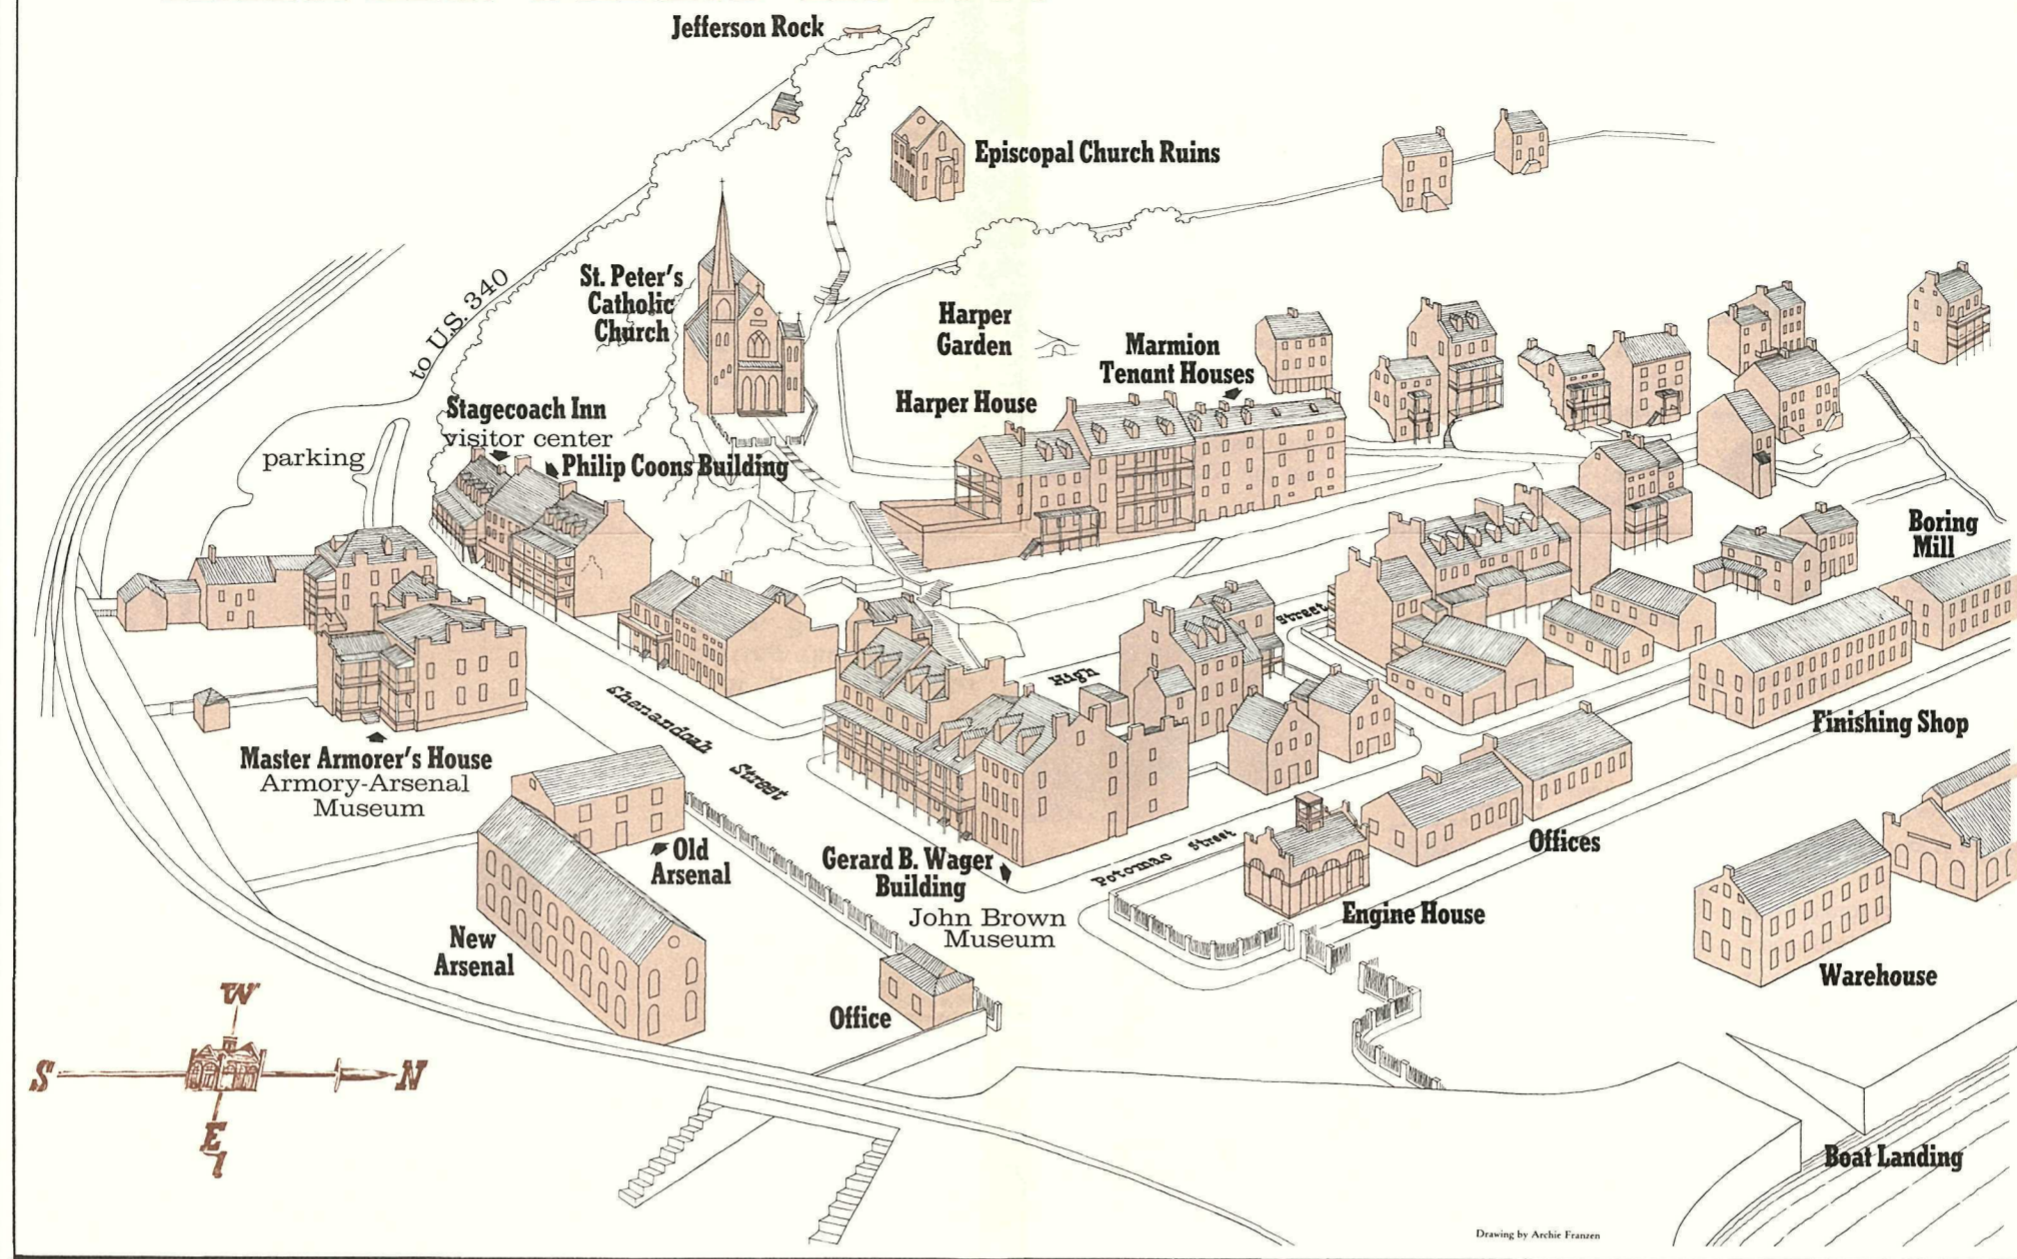 Jefferson Rock
Episcopal Church Ruins
to U.S. 340
St. Peter's
Catholic
Church
Harper
Garden
Marmion
Tenant Houses
Harper House
Stagecoach Inn
visitor center
Philip Coons Building
parking
Boring
Mill
High Street
Shenandoah Street
Finishing Shop
Master Armorer's House
Armory-Arsenal
Museum
Old
Arsenal
Gerard B. Wager
Building
John Brown
Museum
Potomac Street
Offices
Engine House
New
Arsenal
Office
Warehouse
W
S
N
E
Boat Landing
Drawing by Archie Franzen